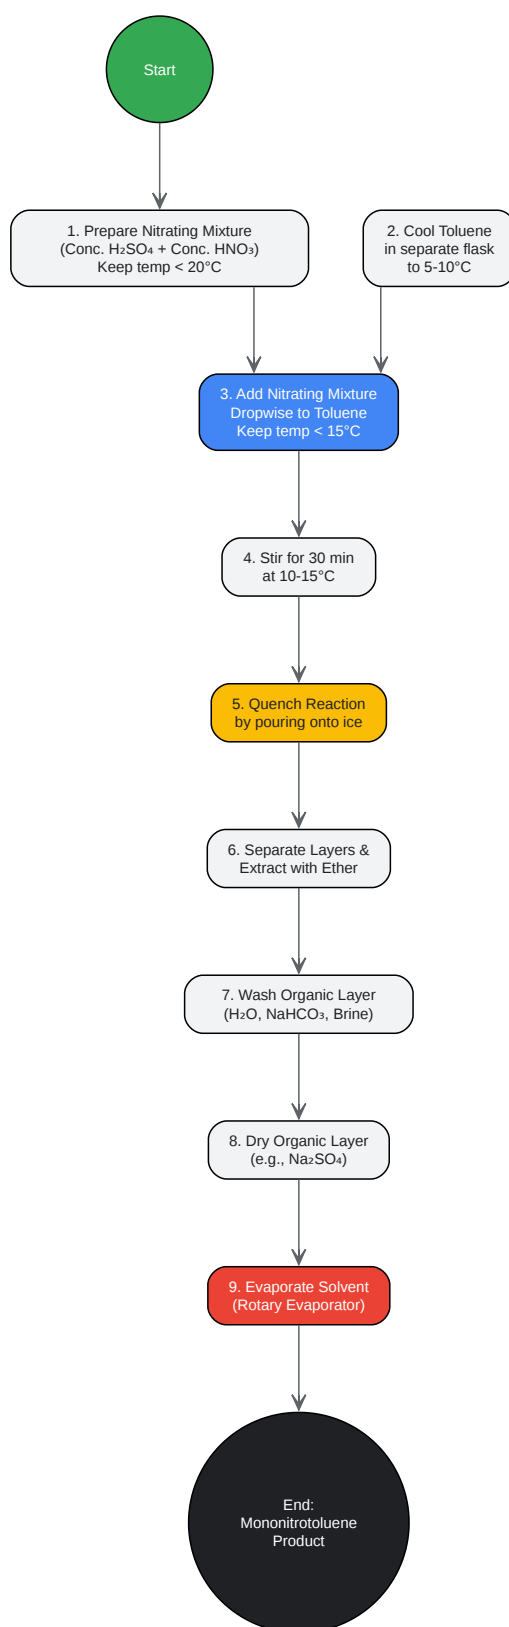 Start
1. Prepare Nitrating Mixture
(Conc. H₂SO₄ + Conc. HNO₃)
Keep temp < 20°C
2. Cool Toluene
in separate flask
to 5-10°C
3. Add Nitrating Mixture
Dropwise to Toluene
Keep temp < 15°C
4. Stir for 30 min
at 10-15°C
5. Quench Reaction
by pouring onto ice
6. Separate Layers &
Extract with Ether
7. Wash Organic Layer
(H₂O, NaHCO₃, Brine)
8. Dry Organic Layer
(e.g., Na₂SO₄)
9. Evaporate Solvent
(Rotary Evaporator)
End:
Mononitrotoluene
Product